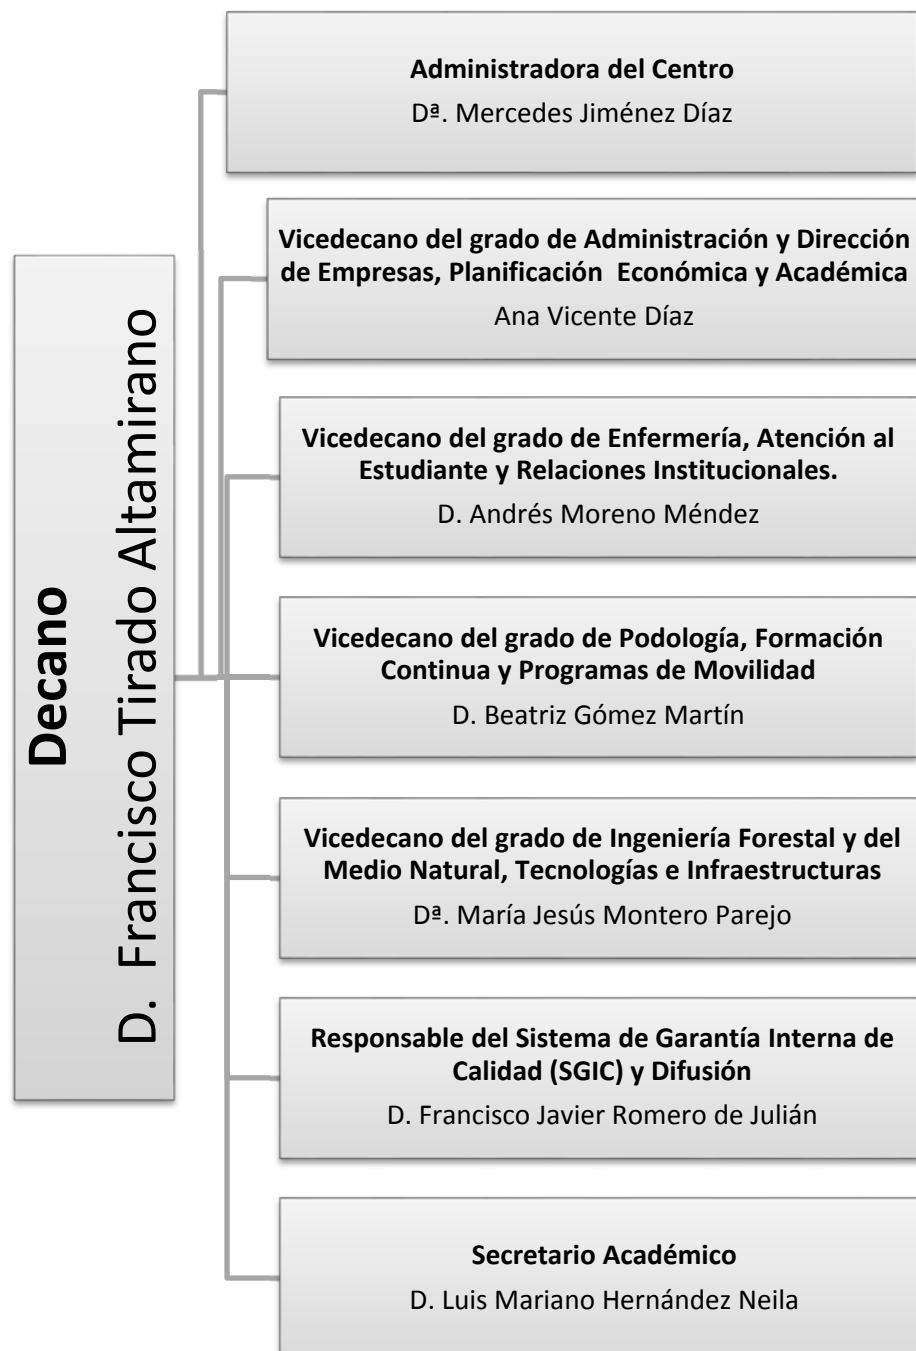 Decano
D. Francisco Tirado Altamirano
Administradora del Centro
Dª. Mercedes Jiménez Díaz
Vicedecano del grado de Administración y Dirección
de Empresas, Planificación Económica y Académica
Ana Vicente Díaz
Vicedecano del grado de Enfermería, Atención al
Estudiante y Relaciones Institucionales.
D. Andrés Moreno Méndez
Vicedecano del grado de Podología, Formación
Continua y Programas de Movilidad
D. Beatriz Gómez Martín
Vicedecano del grado de Ingeniería Forestal y del
Medio Natural, Tecnologías e Infraestructuras
Dª. María Jesús Montero Parejo
Responsable del Sistema de Garantía Interna de
Calidad (SGIC) y Difusión
D. Francisco Javier Romero de Julián
Secretario Académico
D. Luis Mariano Hernández Neila